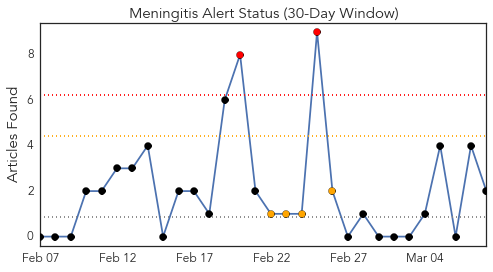 Meningitis Alert Status (30-Day Window)
Articles Found
8
6
4
2
0
Feb 07
Feb 12
Feb 17
Feb 22
Feb 27
Mar 04